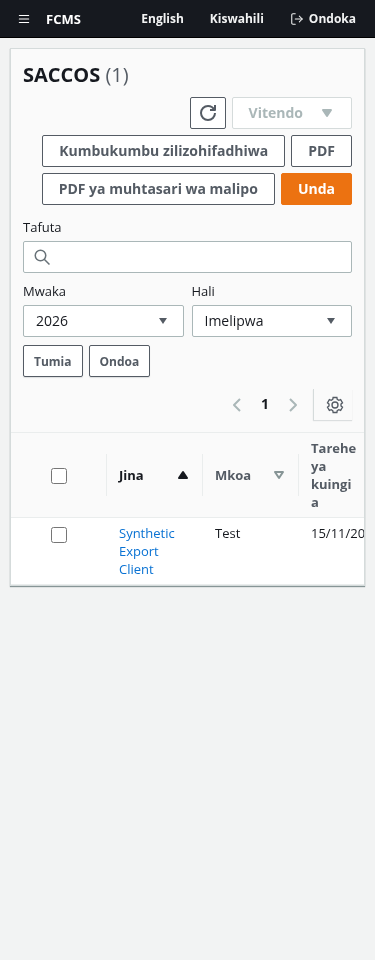 FCMS English Kiswahili Ondoka
SACCOS (1)
Vitendo
Kumbukumbu zilizohifadhiwa PDF
PDF ya muhtasari wa malipo Unda
Tafuta
Mwaka Hali
2026 Imelipwa
Tumia Ondoa
1
Jina Mkoa Tarehe
ya
kuingi
a
Synthetic Test 15/11/20
Export
Client